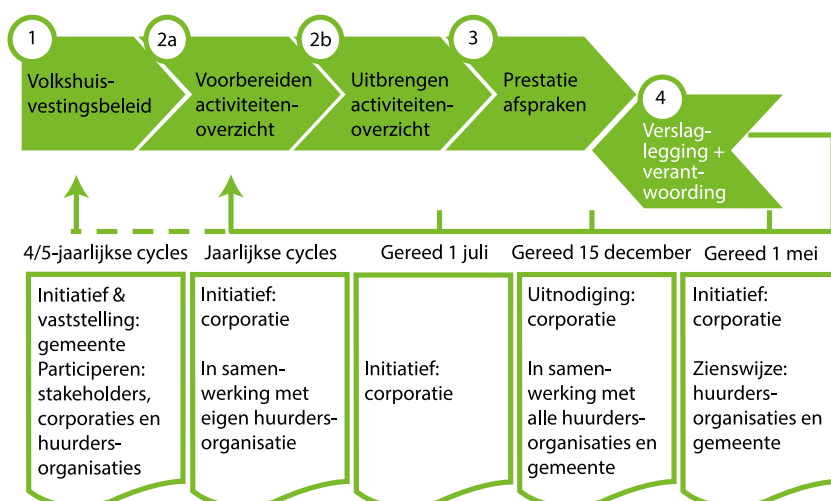 1
Volkshuis-
vestingsbeleid
2a
Voorbereiden
activiteiten-
overzicht
2b
Uitbrengen
activiteiten-
overzicht
3
Prestatie
afspraken
4
Verslag-
legging +
verant-
woording
4/5-jaarlijkse cycles
Jaarlijkse cycles
Gereed 1 juli
Gereed 15 december
Gereed 1 mei
Initiatief &
vaststelling:
gemeente
Participeren:
stakeholders,
corporaties en
huurders-
organisaties
Initiatief:
corporatie
In samen-
werking met
eigen huurders-
organisatie
Initiatief:
corporatie
Uitnodiging:
corporatie
In samen-
werking met
alle huurders-
organisaties en
gemeente
Initiatief:
corporatie
Zienswijze:
huurders-
organisaties en
gemeente